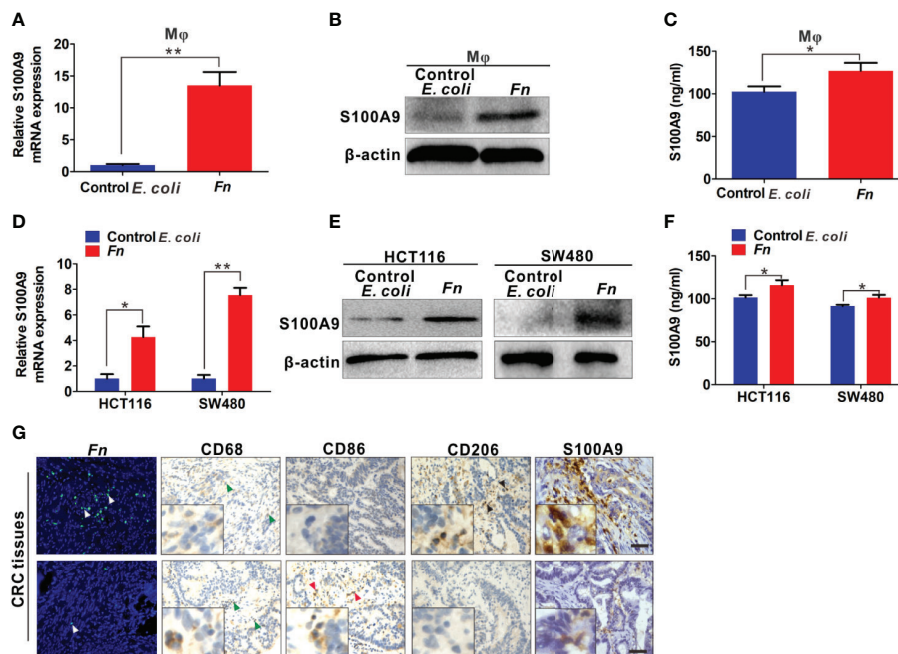 A
Mφ
**
Relative S100A9
mRNA expression
20
15
10
5
0
Control E. coli
Fn
B
Mφ
Control
E. coli
Fn
S100A9
β-actin
C
Mφ
*
S100A9 (ng/ml)
200
150
100
50
0
Control E. coli
Fn
D
Control E. coli
Fn
Relative S100A9
mRNA expression
8
6
4
2
0
*
**
HCT116
SW480
E
HCT116
SW480
Control
E. coli
Fn
Control
E. coli
Fn
S100A9
β-actin
F
Control E. coli
Fn
S100A9 (ng/ml)
200
150
100
50
0
*
*
HCT116
SW480
G
Fn
CD68
CD86
CD206
S100A9
CRC tissues